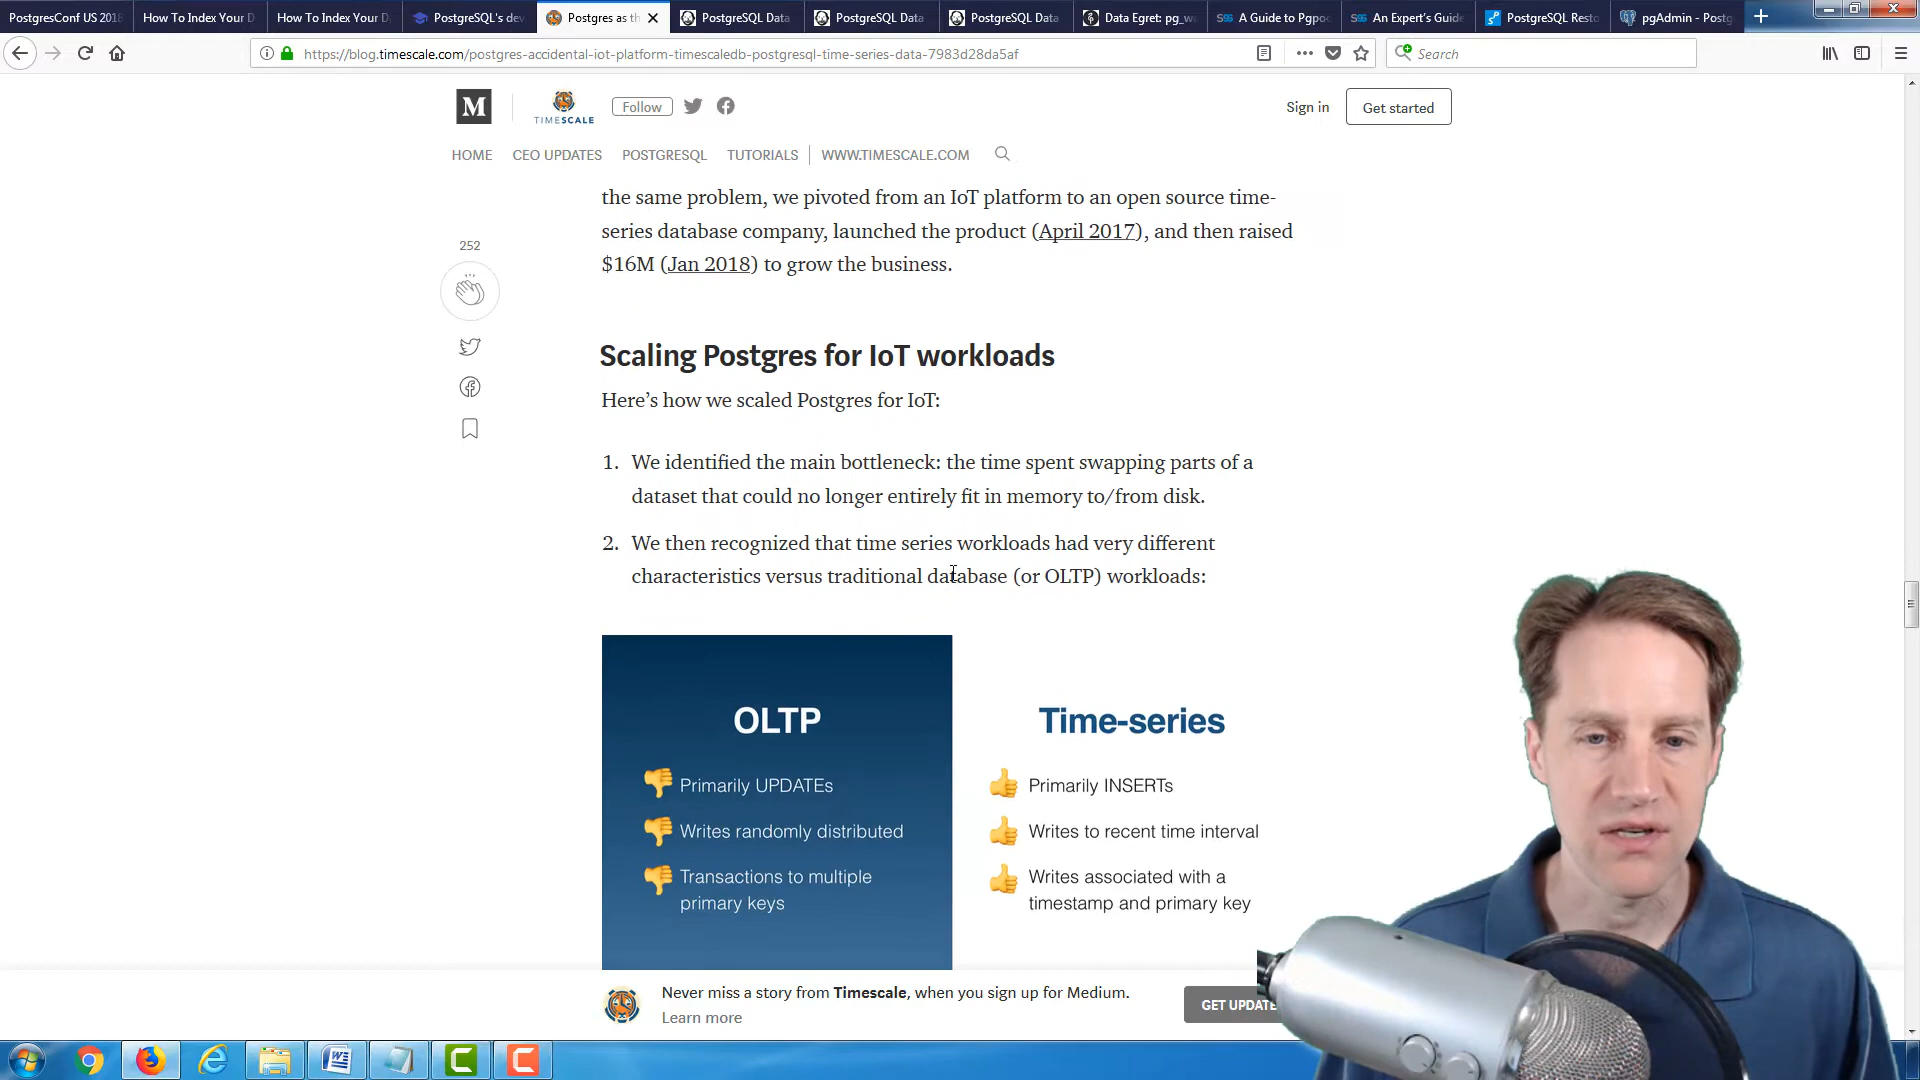 PostgresConf US 2018
How To Index Your D
How To Index Your D
PostgreSQL's dev
Postgres as th
PostgreSQL Data
PostgreSQL Data
PostgreSQL Data
Data Egret: pg_wa
A Guide to Pgpoo
An Expert's Guide
PostgreSQL Resto
pgAdmin - Postg
https://blog.timescale.com/postgres-accidental-iot-platform-timescaledb-postgresql-time-series-data-7983d28da5af
Search
M
TIMESCALE
Follow
Sign in
Get started
HOME
CEO UPDATES
POSTGRESQL
TUTORIALS
WWW.TIMESCALE.COM
the same problem, we pivoted from an IoT platform to an open source time-
series database company, launched the product (April 2017), and then raised
$16M (Jan 2018) to grow the business.
252
Scaling Postgres for IoT workloads
Here's how we scaled Postgres for IoT:
1. We identified the main bottleneck: the time spent swapping parts of a
dataset that could no longer entirely fit in memory to/from disk.
2. We then recognized that time series workloads had very different
characteristics versus traditional database (or OLTP) workloads:
OLTP
Primarily UPDATEs
Writes randomly distributed
Transactions to multiple
primary keys
Time-series
Primarily INSERTs
Writes to recent time interval
Writes associated with a
timestamp and primary key
Never miss a story from Timescale, when you sign up for Medium.
Learn more
GET UPDATE